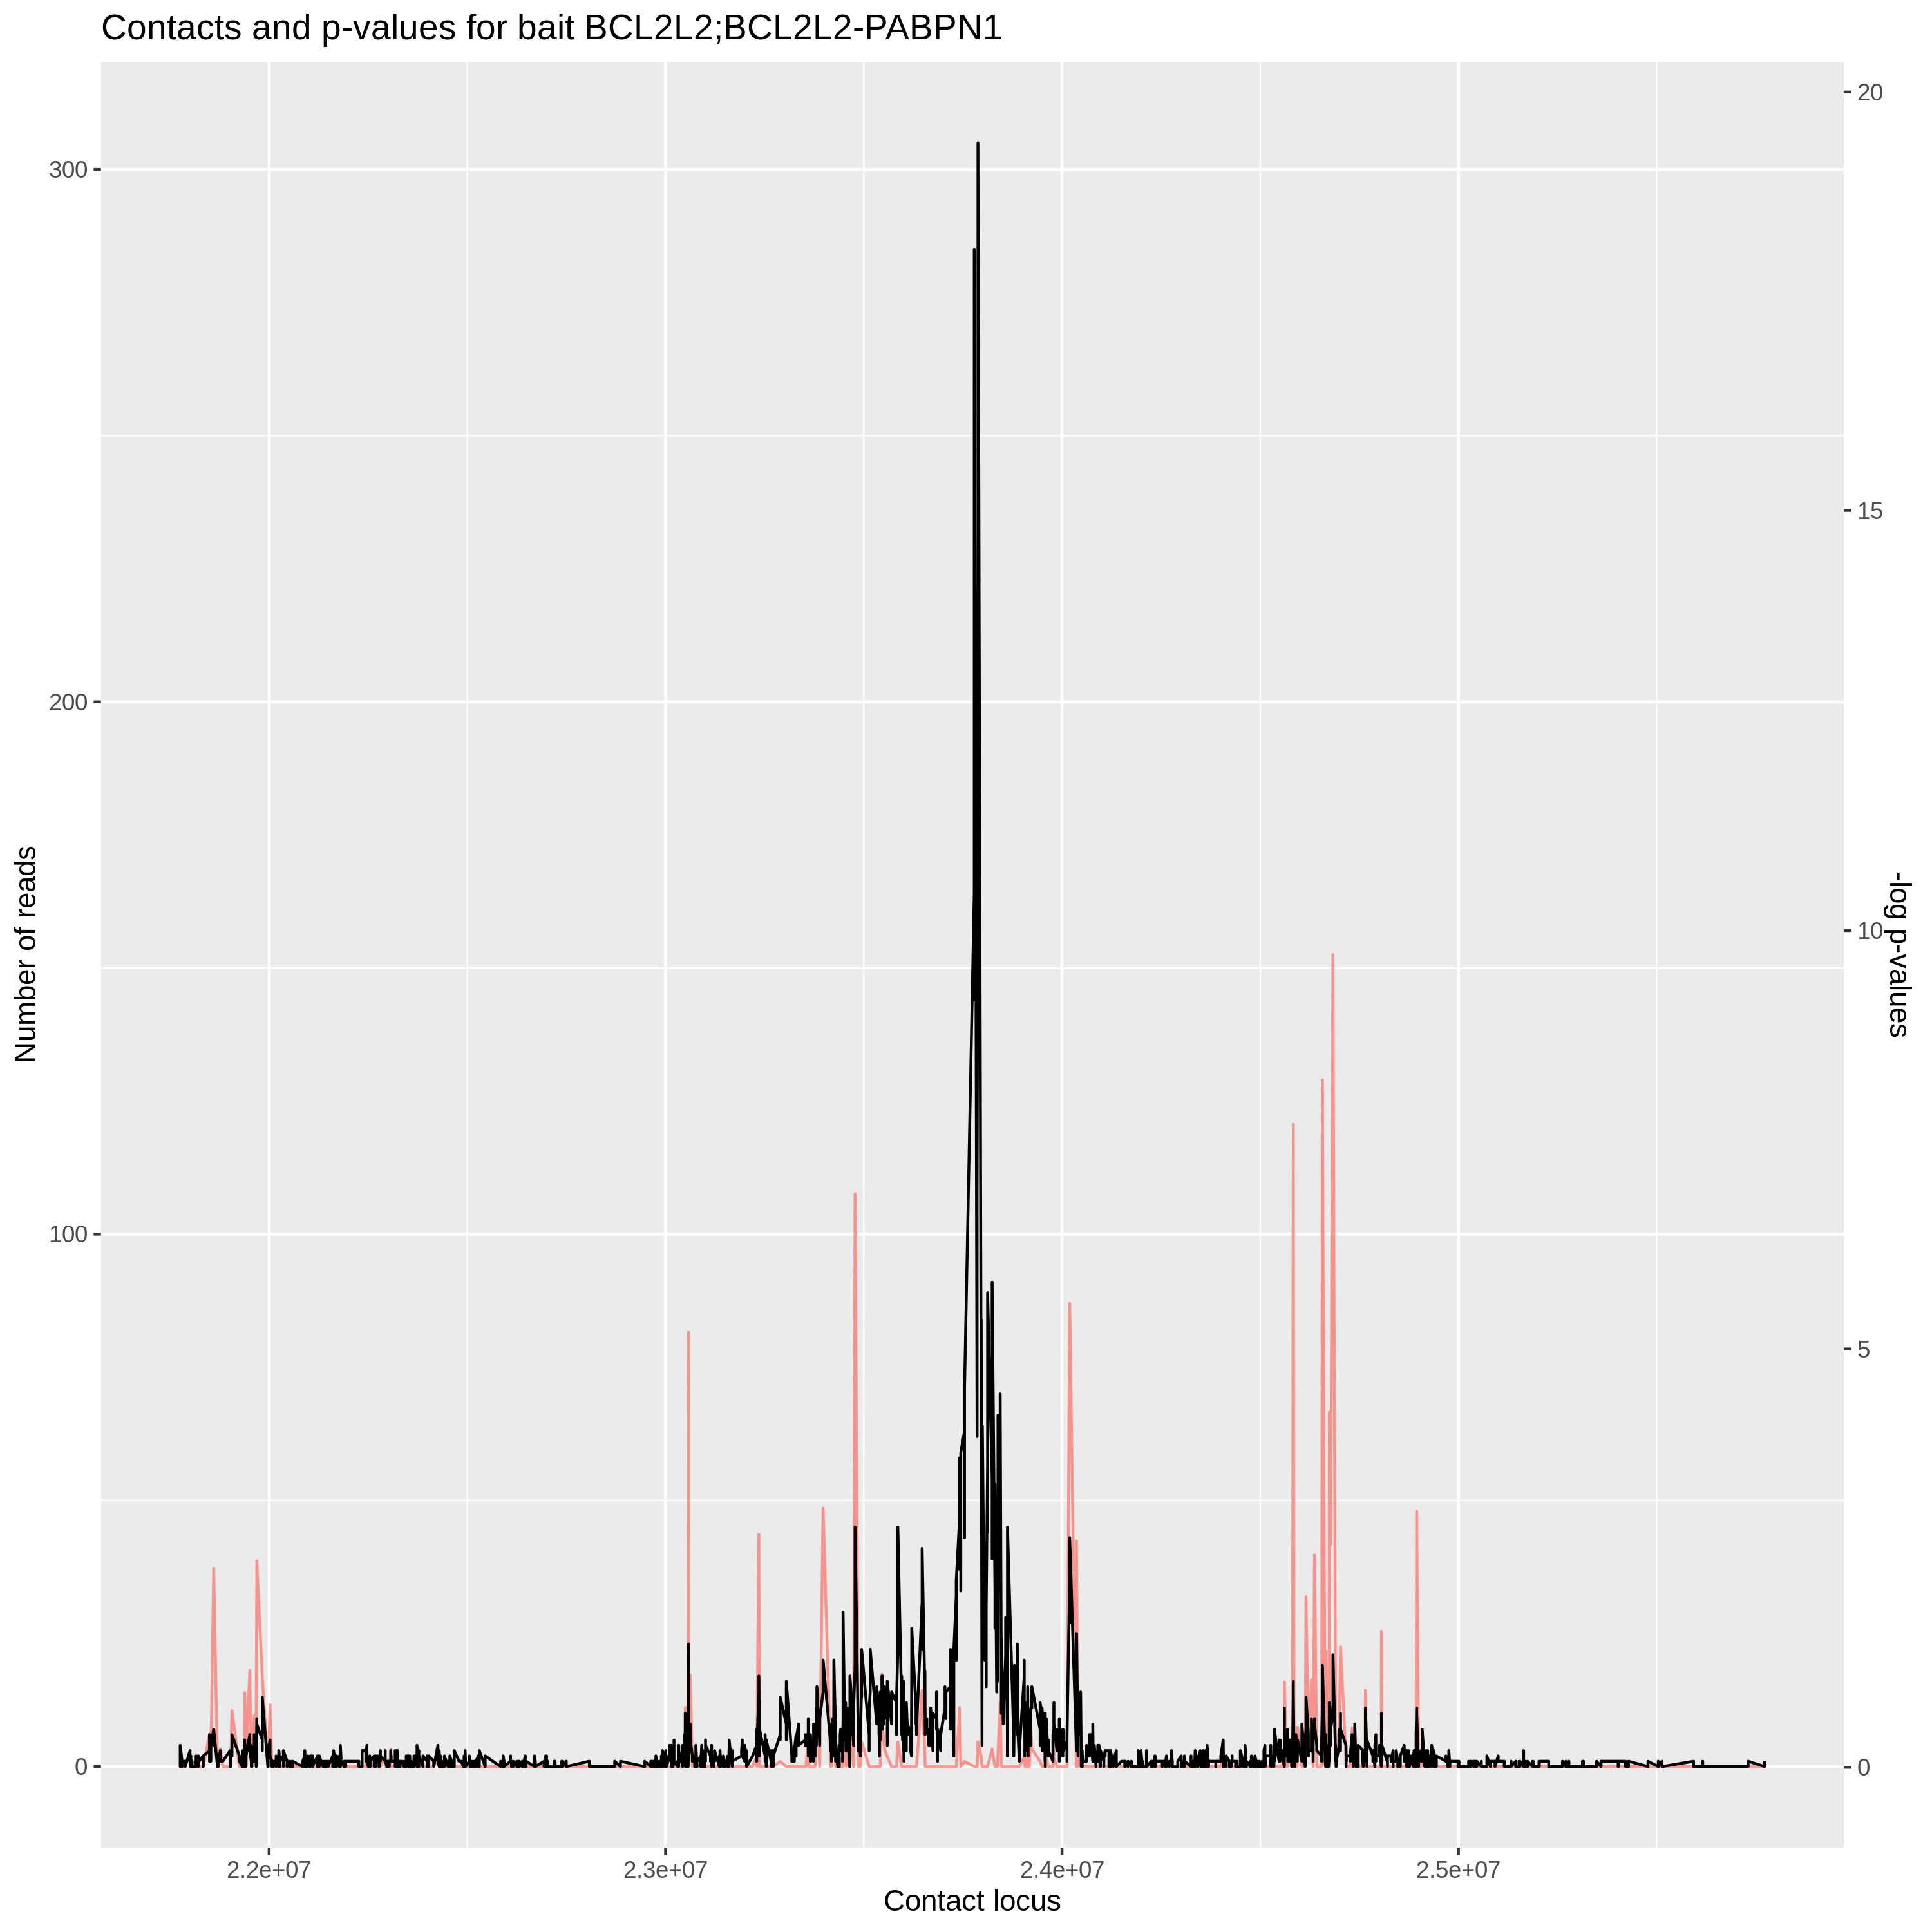 Contacts and p-values for bait BCL2L2;BCL2L2-PABPN1
Number of reads
300
200
100
0
20
15
10
5
0
-log p-values
2.2e+07
2.3e+07
2.4e+07
2.5e+07
Contact locus